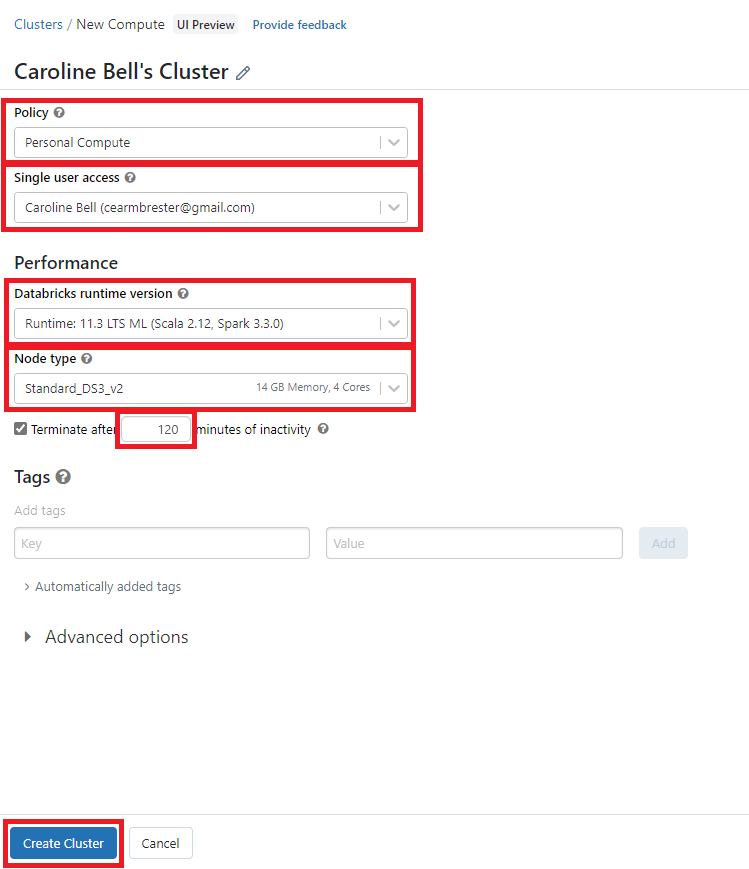 Clusters / New Compute UI Preview Provide feedback
Caroline Bell's Cluster
Policy ?
Personal Compute
Single user access ?
Caroline Bell (cearmbrester@gmail.com)
Performance
Databricks runtime version ?
Runtime: 11.3 LTS ML (Scala 2.12, Spark 3.3.0)
Node type ?
Standard_DS3_v2 14 GB Memory, 4 Cores
Terminate after 120 minutes of inactivity ?
Tags ?
Add tags
Key Value Add
Automatically added tags
Advanced options
Create Cluster Cancel